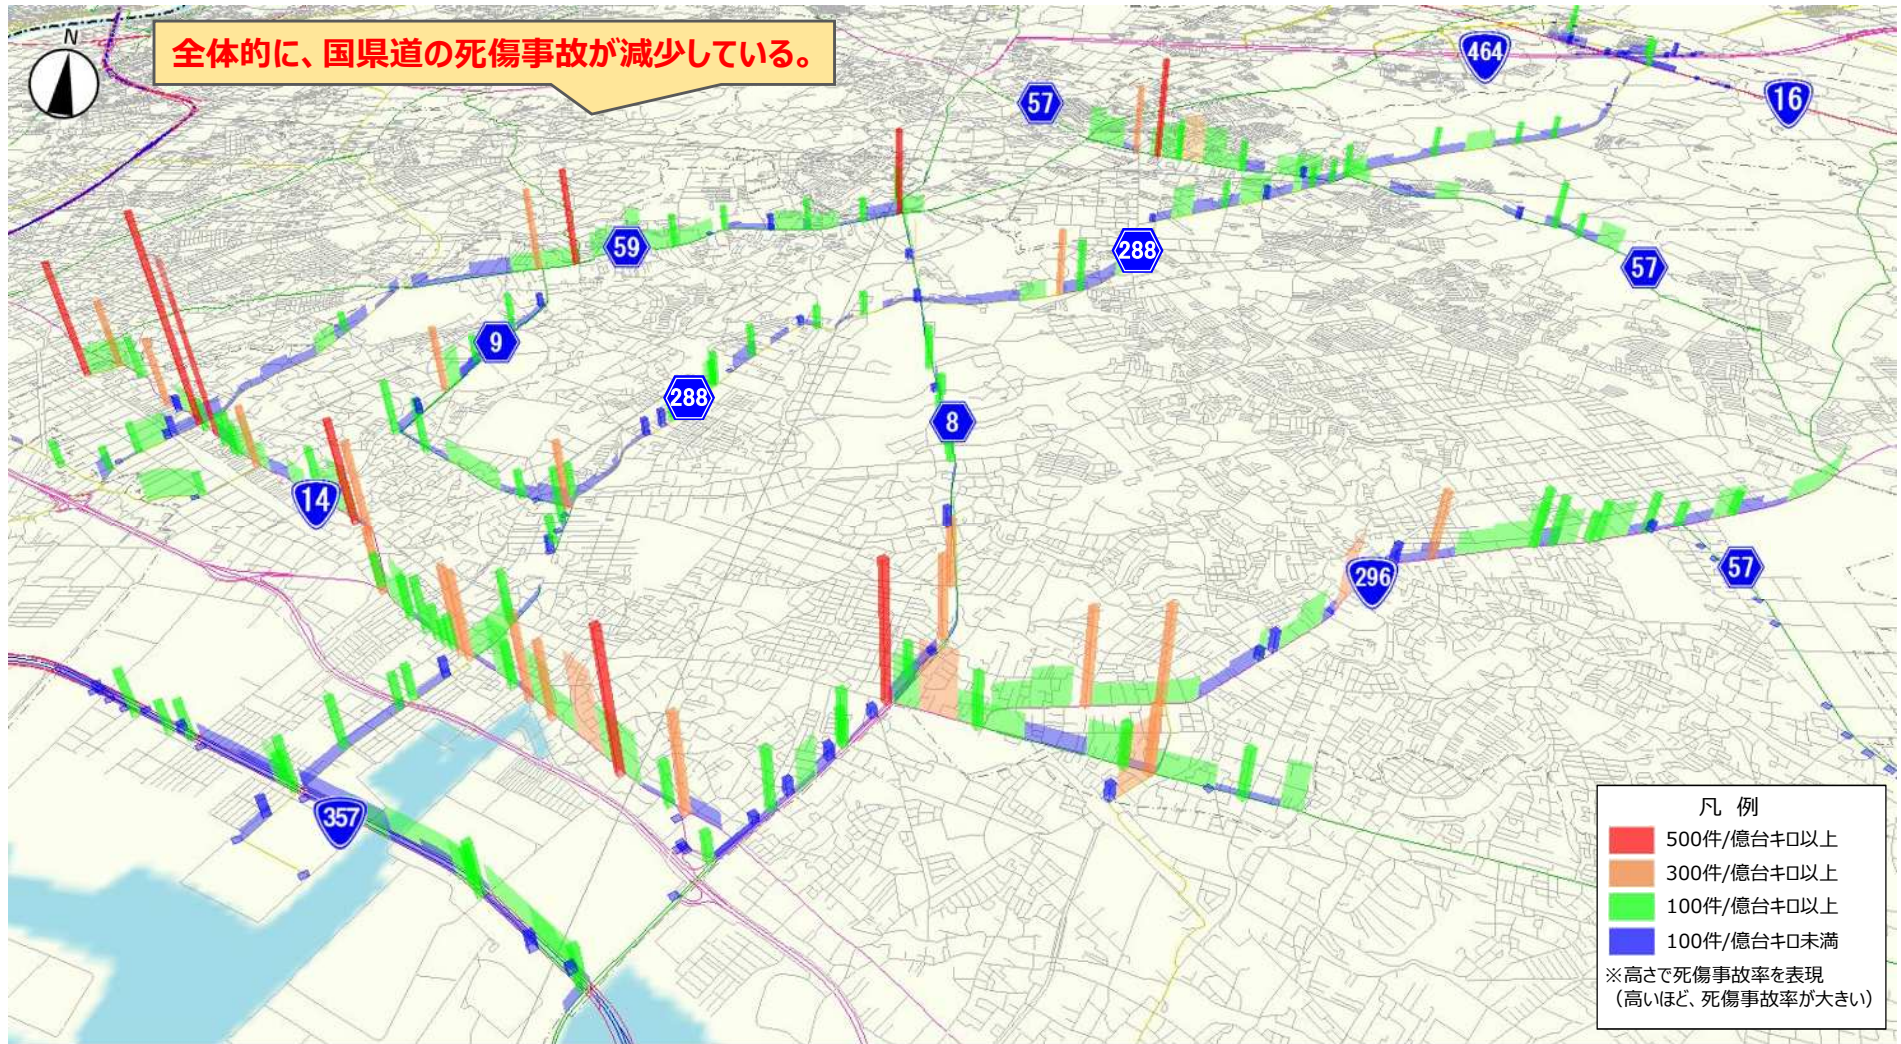 N
全体的に、国県道の死傷事故が減少している。
464
57
16
59
288
57
9
288
8
14
296
57
357
凡 例
500件/億台キロ以上
300件/億台キロ以上
100件/億台キロ以上
100件/億台キロ未満
※高さで死傷事故率を表現
（高いほど、死傷事故率が大きい）